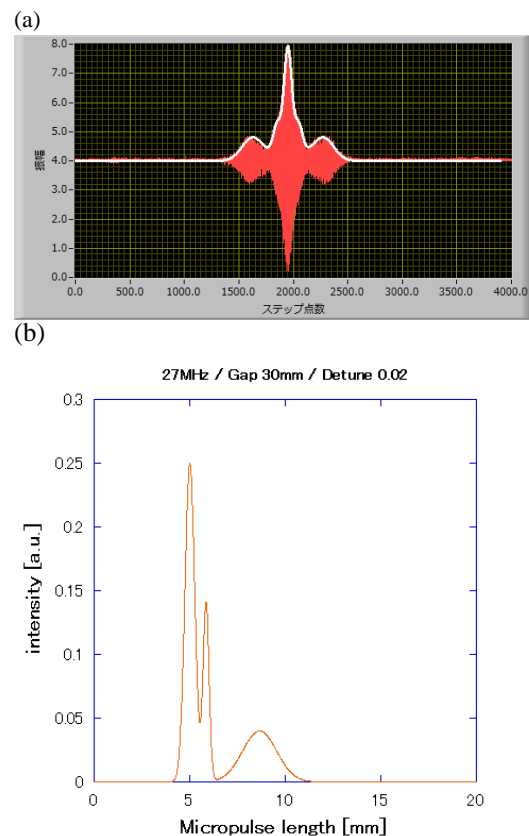 (a)
8.0
7.0
6.0
5.0
4.0
3.0
2.0
1.0
0.0
振幅
0.0 500.0 1000.0 1500.0 2000.0 2500.0 3000.0 3500.0 4000.0
ステップ点数
(b)
27MHz / Gap 30mm / Detune 0.02
0.3
0.25
0.2
0.15
0.1
0.05
0
intensity [a.u.]
0 5 10 15 20
Micropulse length [mm]